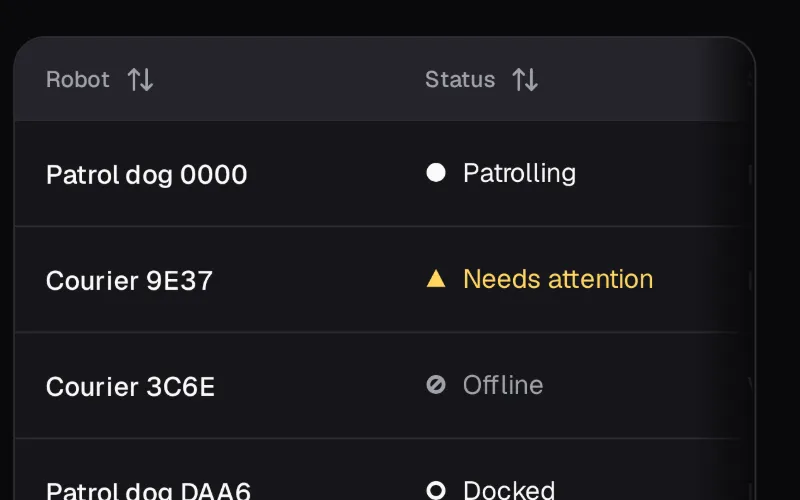 Robot Status
Patrol dog 0000 Patrolling
Courier 9E37 Needs attention
Courier 3C6E Offline
Patrol dog DAA6 Docked